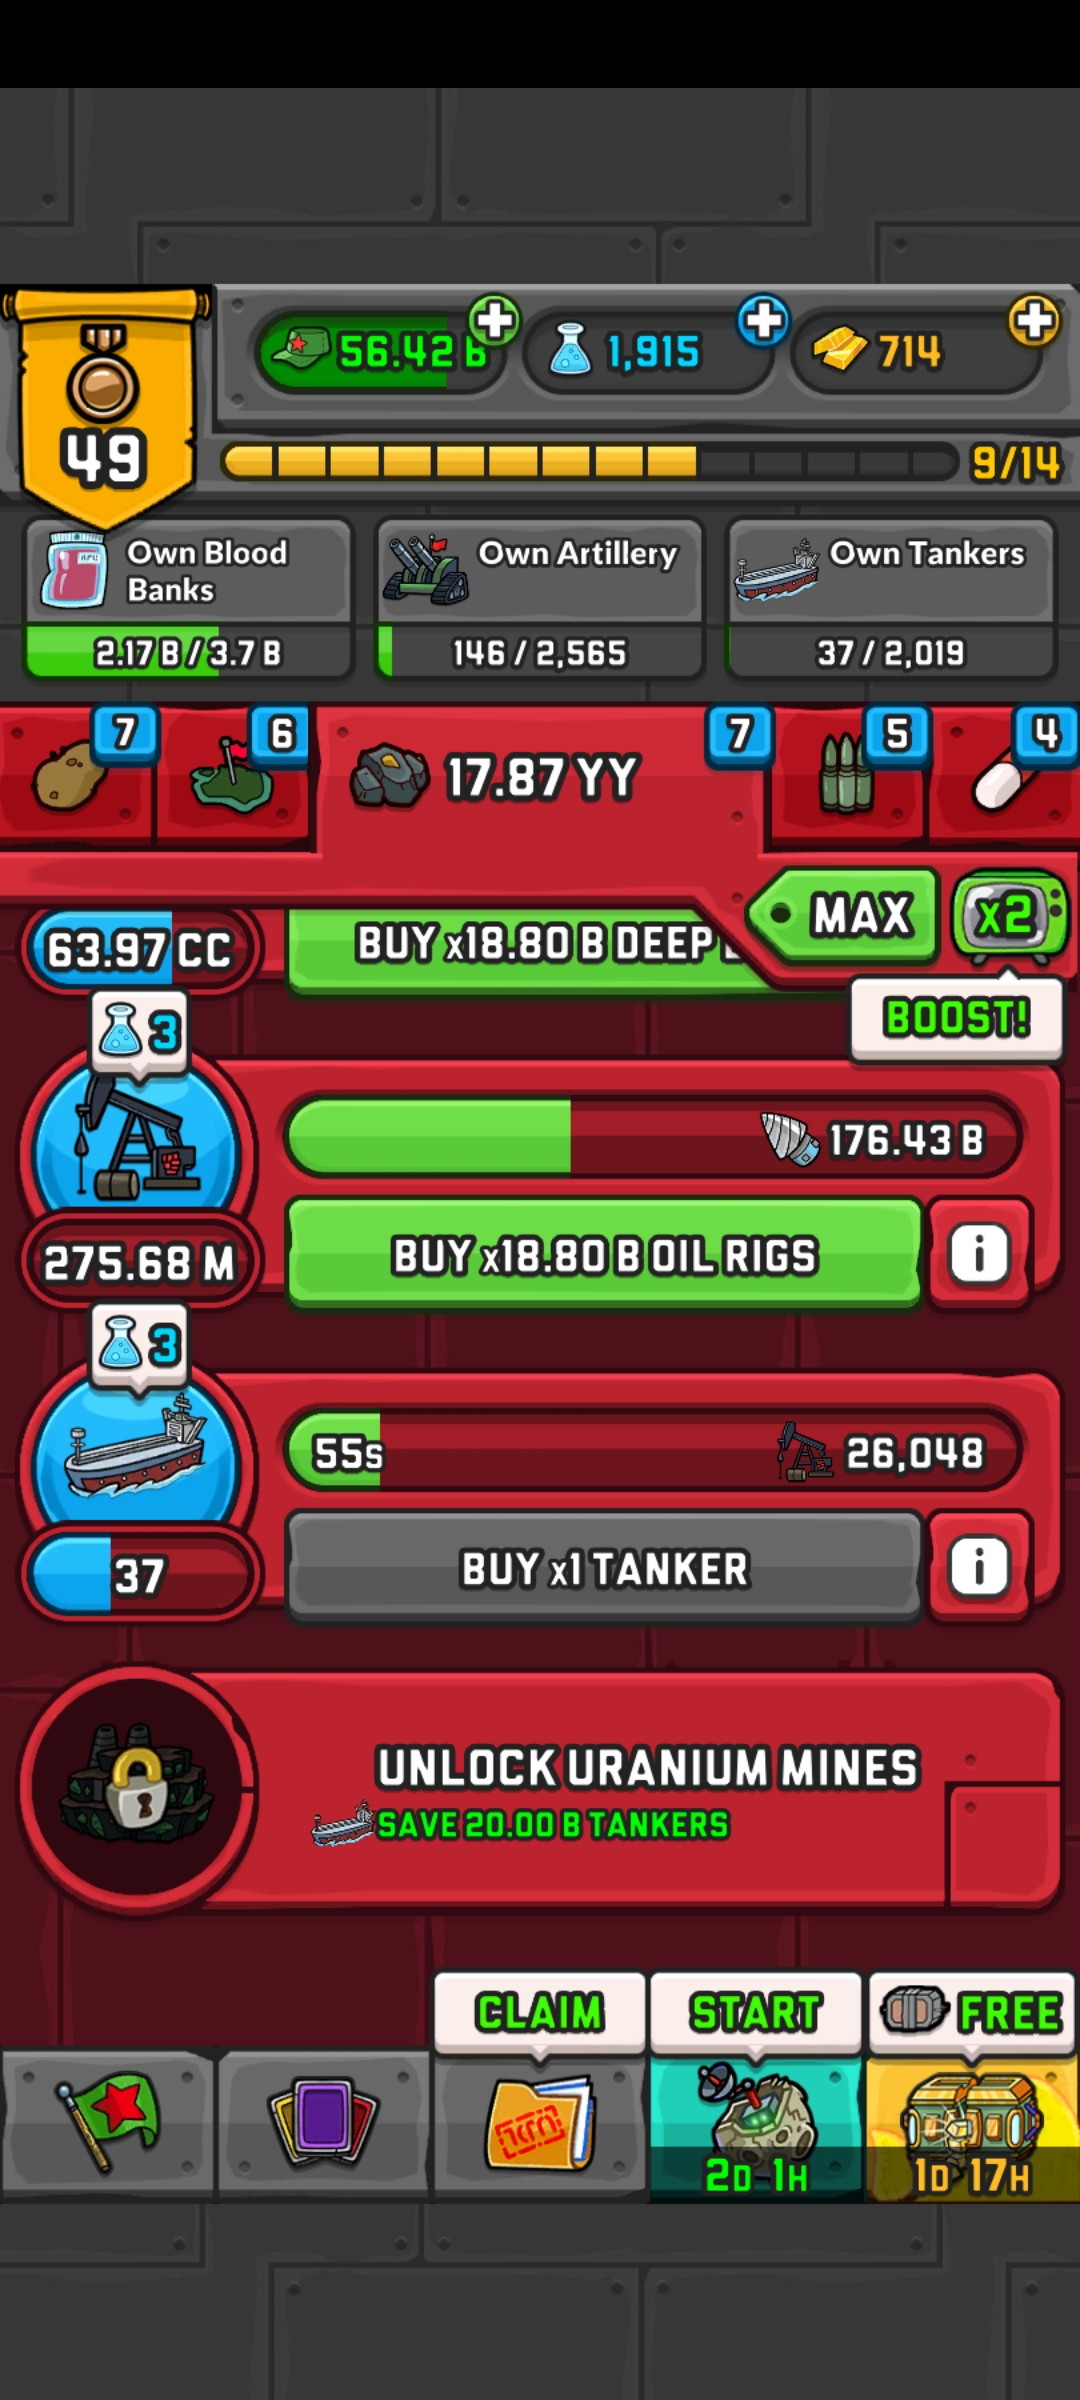 56.42 B
1,915
714
49
9/14
Own Blood
Banks
Own Artillery
Own Tankers
2.17 B / 3.7 B
146 / 2,565
37 / 2,019
7
6
17.87 YY
7
5
4
MAX
x2
63.97 CC
BUY x18.80 B DEEP
BOOST!
3
176.43 B
BUY x18.80 B OIL RIGS
i
275.68 M
3
55s
26,048
BUY x1 TANKER
i
37
UNLOCK URANIUM MINES
SAVE 20.00 B TANKERS
CLAIM
START
FREE
2D 1H
1D 17H